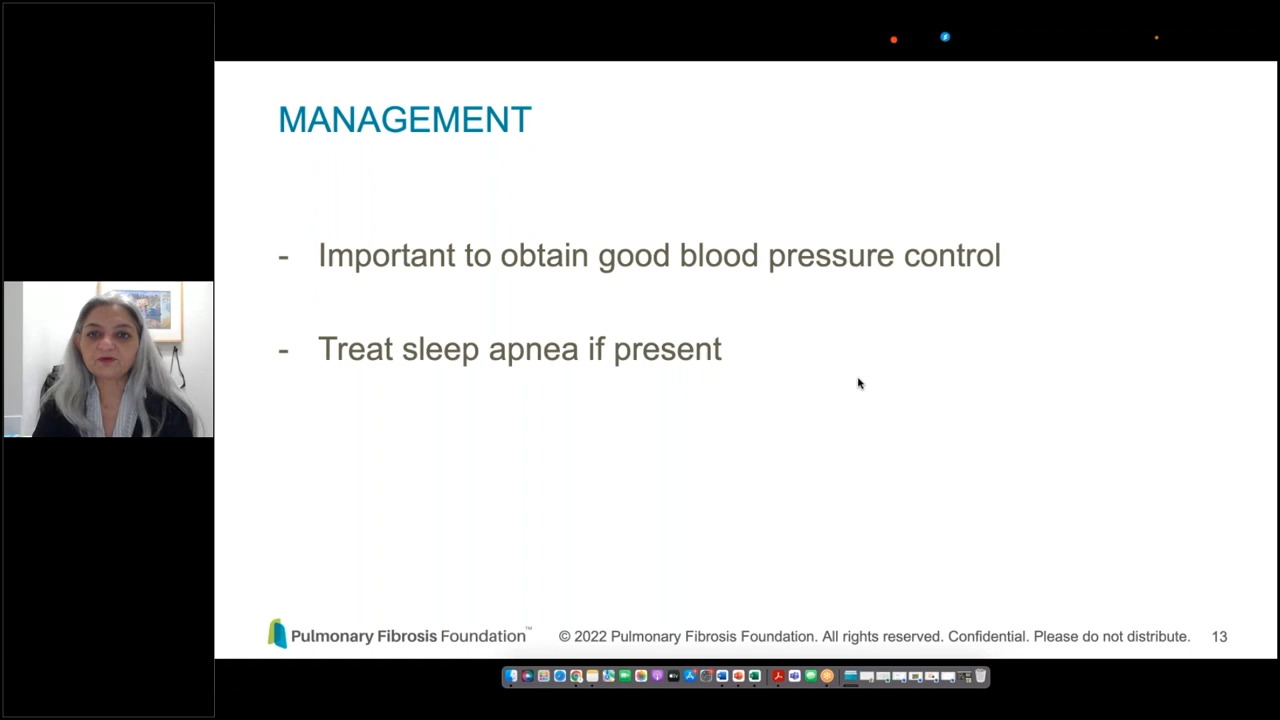 MANAGEMENT
- Important to obtain good blood pressure control
- Treat sleep apnea if present
Pulmonary Fibrosis Foundation™ © 2022 Pulmonary Fibrosis Foundation. All rights reserved. Confidential. Please do not distribute. 13